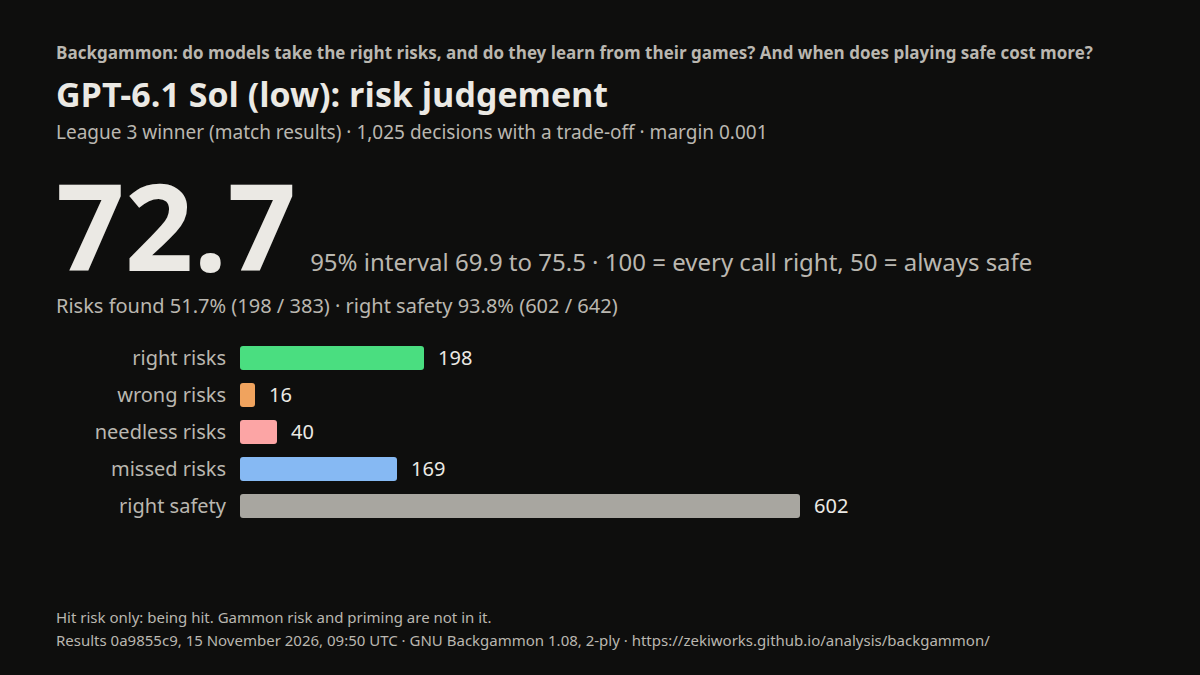 Backgammon: do models take the right risks, and do they learn from their games? And when does playing safe cost more?
GPT-6.1 Sol (low): risk judgement
League 3 winner (match results) · 1,025 decisions with a trade-off · margin 0.001
72.7 95% interval 69.9 to 75.5 · 100 = every call right, 50 = always safe
Risks found 51.7% (198 / 383) · right safety 93.8% (602 / 642)
right risks 198
wrong risks 16
needless risks 40
missed risks 169
right safety 602
Hit risk only: being hit. Gammon risk and priming are not in it.
Results 0a9855c9, 15 November 2026, 09:50 UTC · GNU Backgammon 1.08, 2-ply · https://zekiworks.github.io/analysis/backgammon/